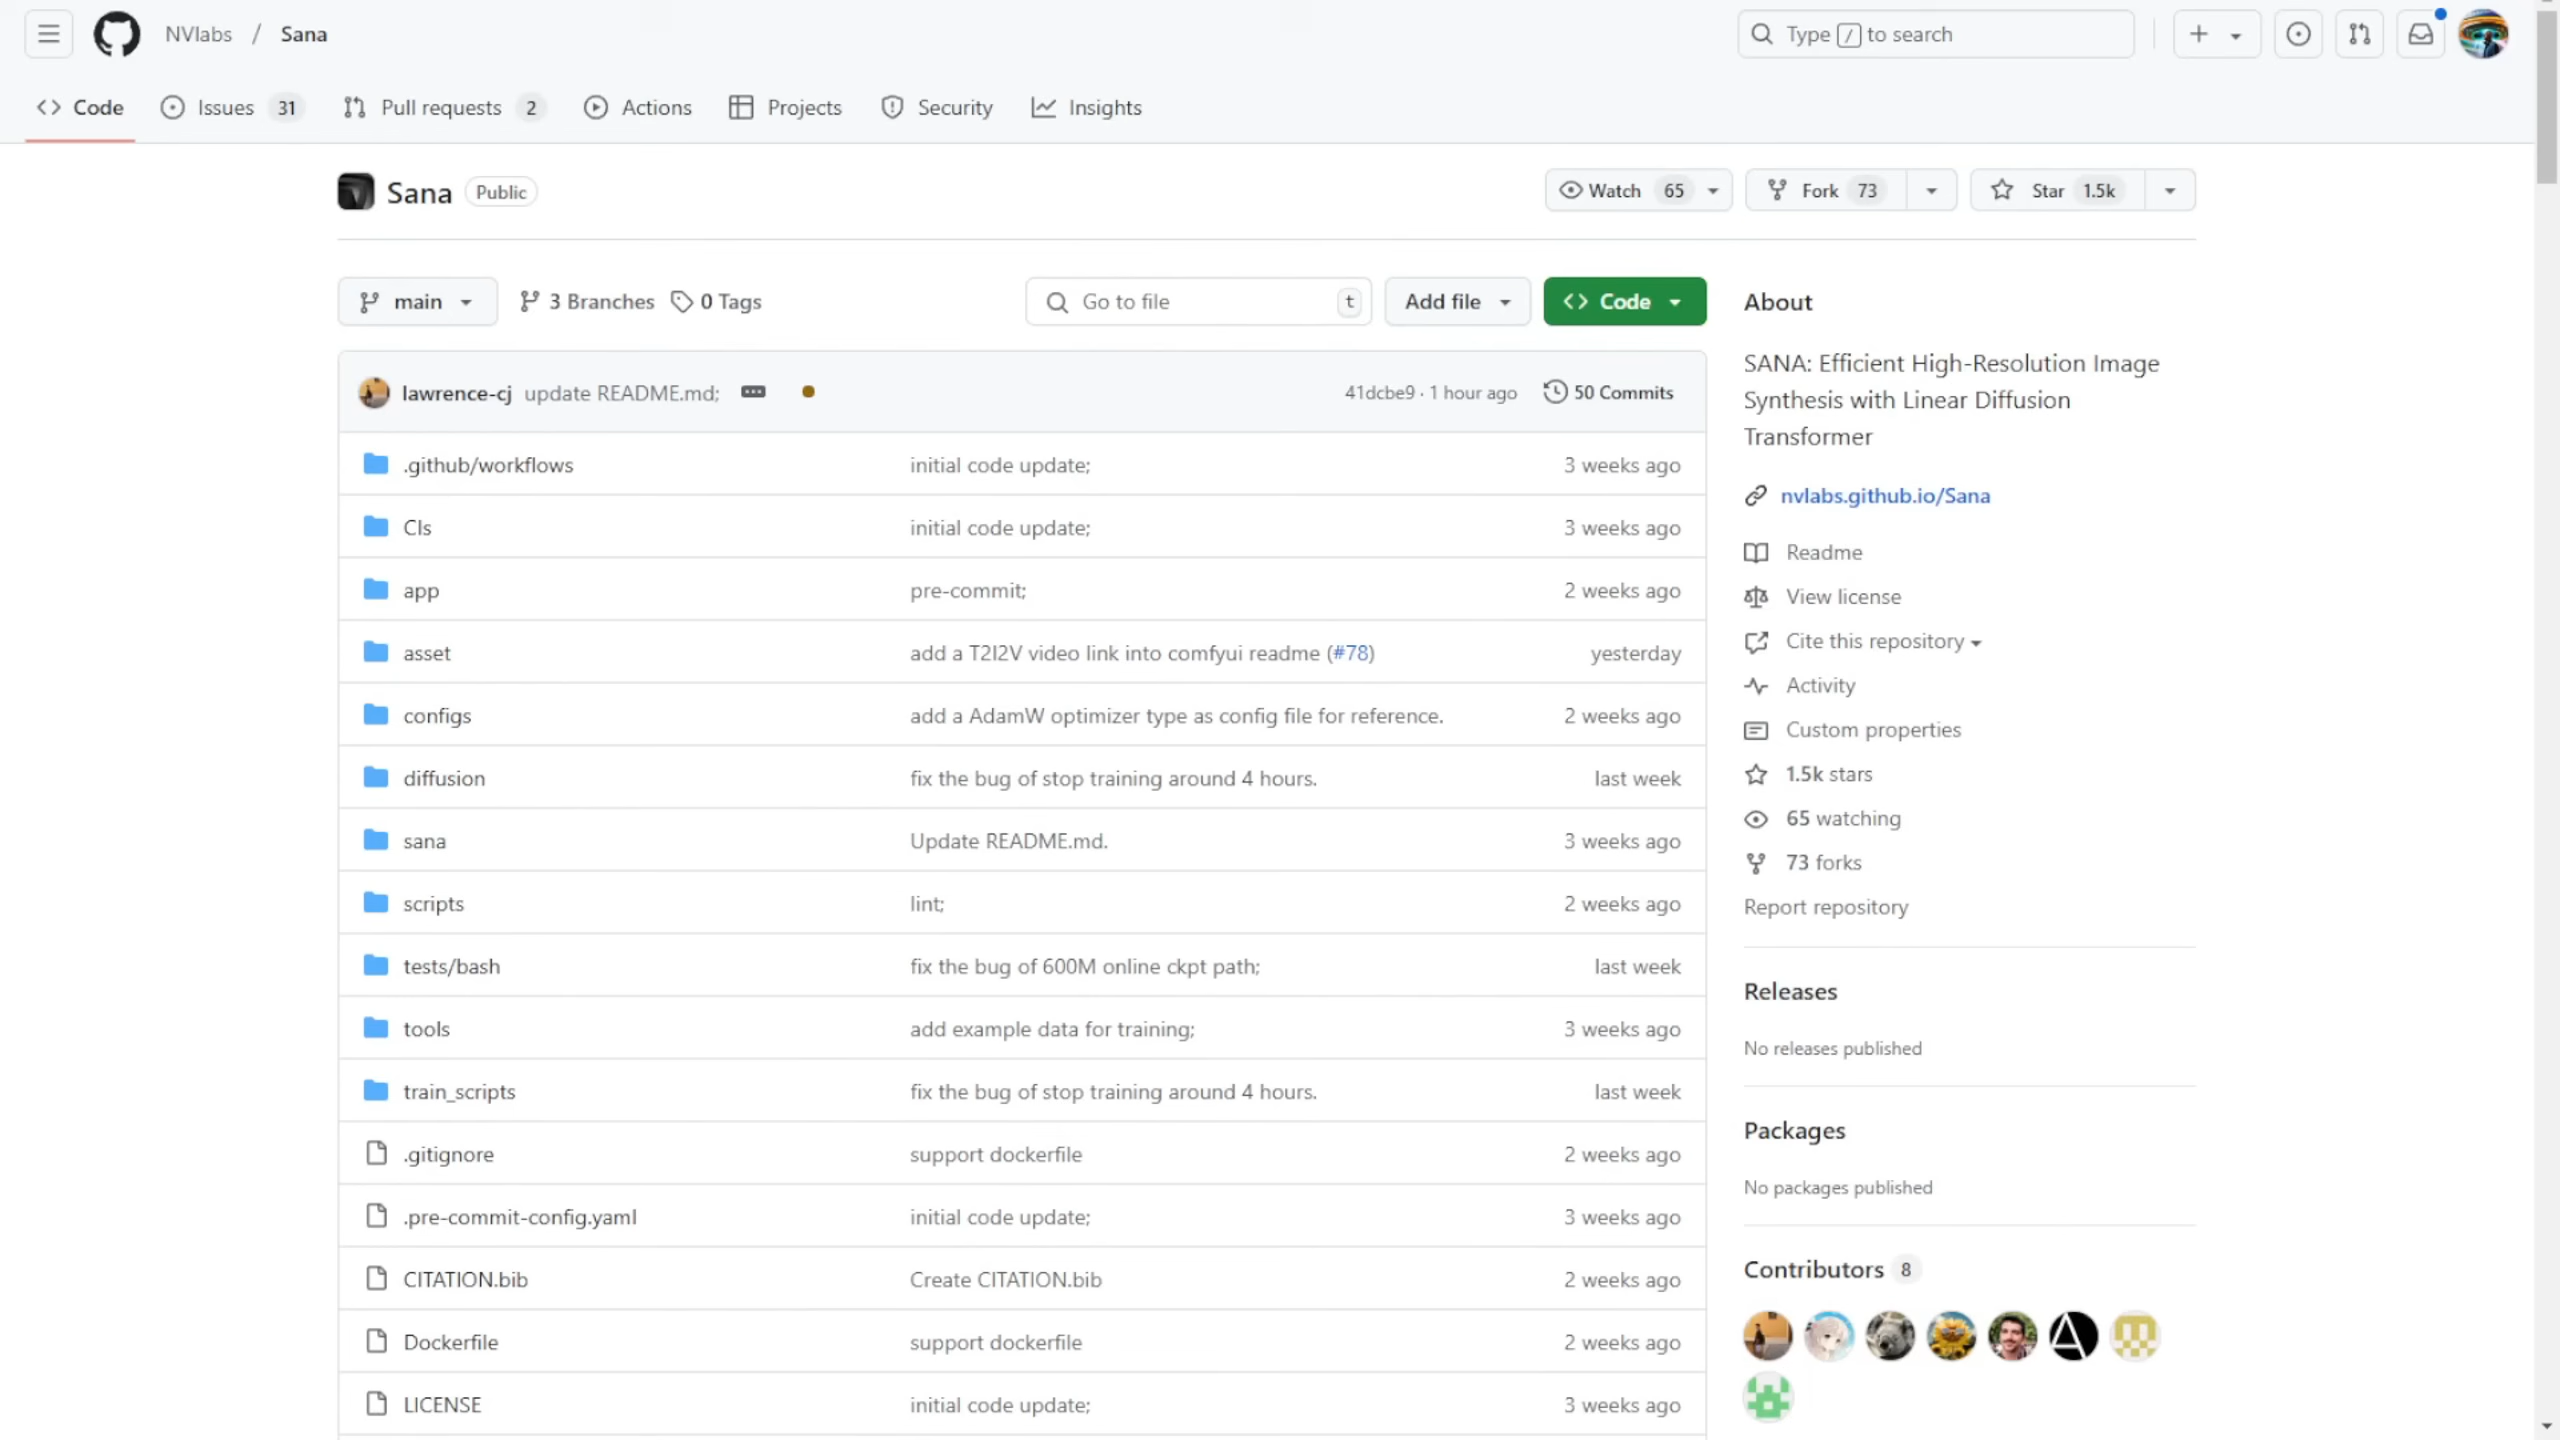 NVlabs / Sana
Type / to search
Code
Issues 31
Pull requests 2
Actions
Projects
Security
Insights
Sana Public
Watch 65
Fork 73
Star 1.5k
main
3 Branches
0 Tags
Go to file t
Add file
Code
lawrence-cj update README.md;
41dcbe9 · 1 hour ago
50 Commits
.github/workflows initial code update; 3 weeks ago
CIs initial code update; 3 weeks ago
app pre-commit; 2 weeks ago
asset add a T2I2V video link into comfyui readme (#78) yesterday
configs add a AdamW optimizer type as config file for reference. 2 weeks ago
diffusion fix the bug of stop training around 4 hours. last week
sana Update README.md. 3 weeks ago
scripts lint; 2 weeks ago
tests/bash fix the bug of 600M online ckpt path; last week
tools add example data for training; 3 weeks ago
train_scripts fix the bug of stop training around 4 hours. last week
.gitignore support dockerfile 2 weeks ago
.pre-commit-config.yaml initial code update; 3 weeks ago
CITATION.bib Create CITATION.bib 2 weeks ago
Dockerfile support dockerfile 2 weeks ago
LICENSE initial code update; 3 weeks ago
About
SANA: Efficient High-Resolution Image
Synthesis with Linear Diffusion
Transformer
nvlabs.github.io/Sana
Readme
View license
Cite this repository
Activity
Custom properties
1.5k stars
65 watching
73 forks
Report repository
Releases
No releases published
Packages
No packages published
Contributors 8